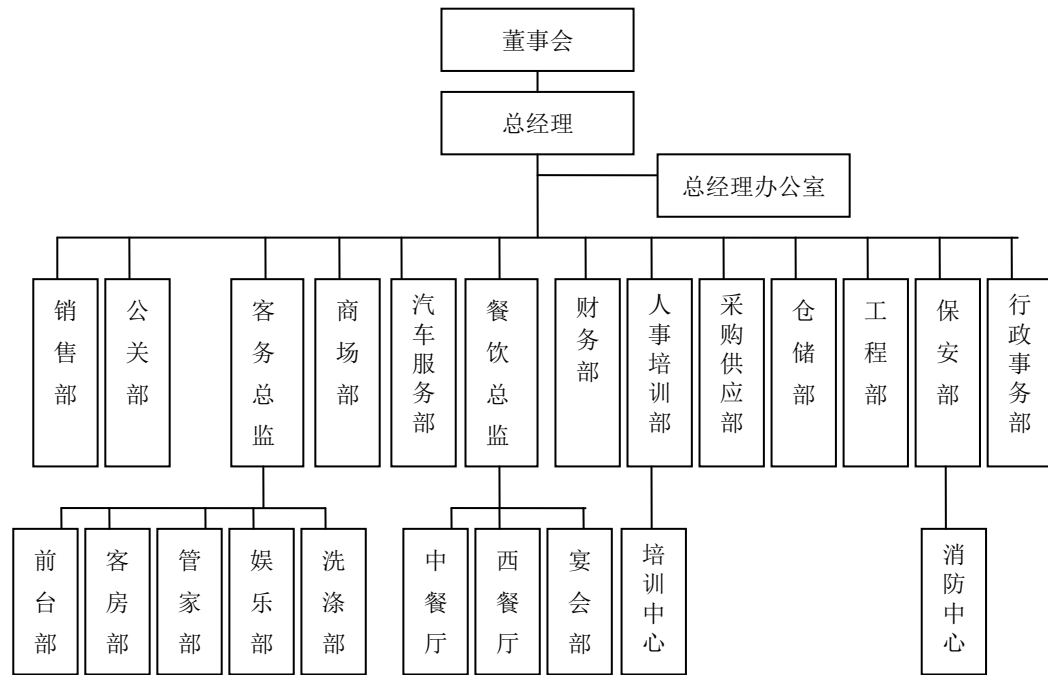 董事会
总经理
总经理办公室
销售部
公关部
客务总监
商场部
汽车服务部
餐饮总监
财务部
人事培训部
采购供应部
仓储部
工程部
保安部
行政事务部
前台部
客房部
管家部
娱乐部
洗涤部
中餐厅
西餐厅
宴会部
培训中心
消防中心